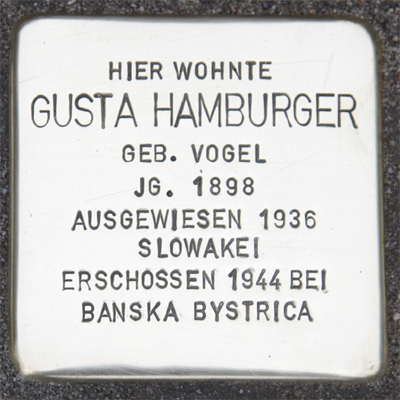 HIER WOHNTE
GUSTA HAMBURGER
GEB. VOGEL
JG. 1898
AUSGEWIESEN 1936
SLOWAKEI
ERSCHOSSEN 1944 BEI
BANSKA BYSTRICA